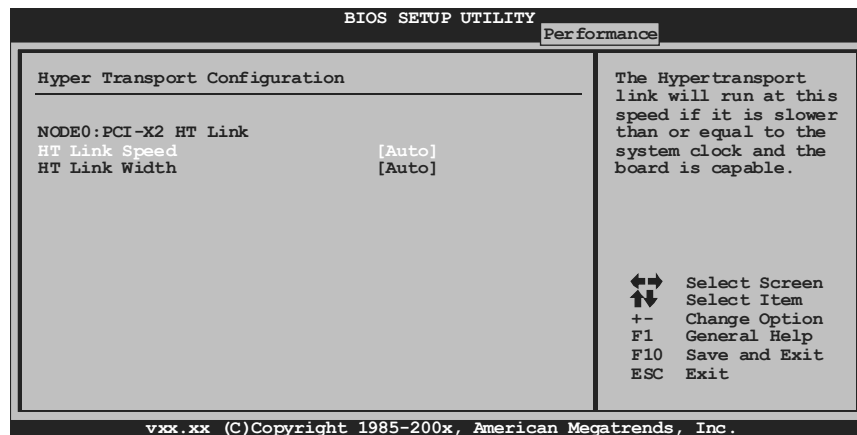 BIOS SETUP UTILITY
Performance
Hyper Transport Configuration
NODE0:PCI-X2 HT Link
HT Link Speed [Auto]
HT Link Width [Auto]
The Hypertransport
link will run at this
speed if it is slower
than or equal to the
system clock and the
board is capable.
Select Screen
Select Item
+- Change Option
F1 General Help
F10 Save and Exit
ESC Exit
vxx.xx (C)Copyright 1985-200x, American Megatrends, Inc.